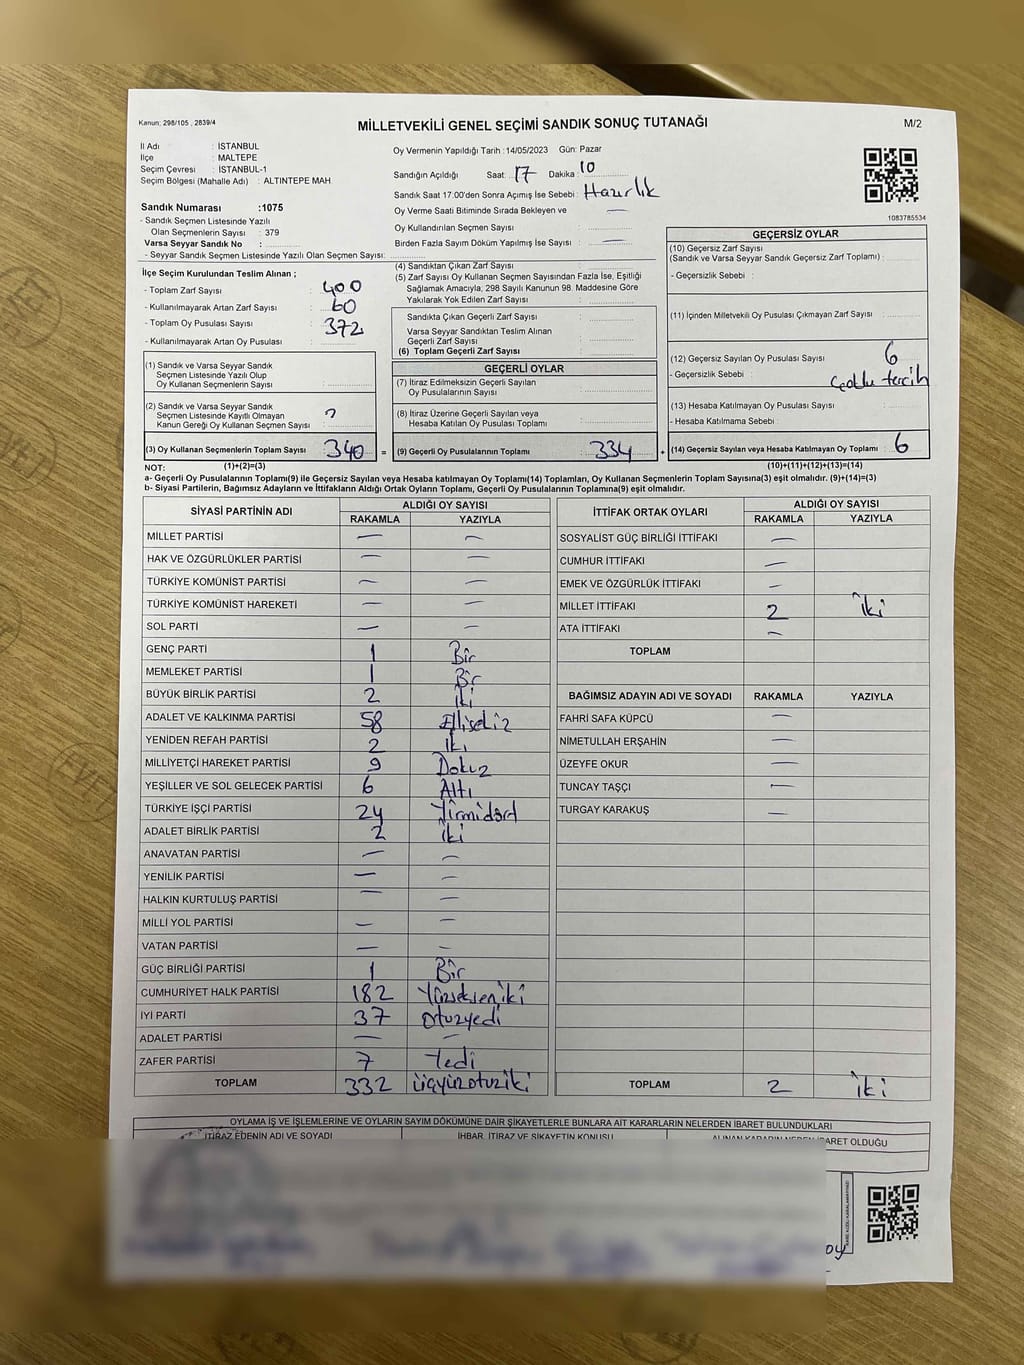 Kanun: 298/105 , 2839/4
MİLLETVEKİLİ GENEL SEÇİMİ SANDIK SONUÇ TUTANAĞI
M/2
İl Adı : İSTANBUL
İlçe : MALTEPE
Seçim Çevresi : İSTANBUL-1
Seçim Bölgesi (Mahalle Adı) : ALTINTEPE MAH.
Sandık Numarası :1075
- Sandık Seçmen Listesinde Yazılı
Olan Seçmenlerin Sayısı : 379
Varsa Seyyar Sandık No :
- Seyyar Sandık Seçmen Listesinde Yazılı Olan Seçmen Sayısı:
Oy Vermenin Yapıldığı Tarih : 14/05/2023 Gün: Pazar
Sandığın Açıldığı Saat: 17 Dakika : 10
Sandık Saat 17.00'den Sonra Açımış İse Sebebi : Hazırlık
Oy Verme Saati Bitiminde Sırada Bekleyen ve
Oy Kullandırılan Seçmen Sayısı : —
Birden Fazla Sayım Döküm Yapılmış İse Sayısı : —
1083785534
İlçe Seçim Kurulundan Teslim Alınan ;
- Toplam Zarf Sayısı : 400
- Kullanılmayarak Artan Zarf Sayısı : 60
- Toplam Oy Pusulası Sayısı : 372
- Kullanılmayarak Artan Oy Pusulası :
(1) Sandık ve Varsa Seyyar Sandık
Seçmen Listesinde Yazılı Olup
Oy Kullanan Seçmenlerin Sayısı :
(2) Sandık ve Varsa Seyyar Sandık
Seçmen Listesinde Kayıtlı Olmayan
Kanun Gereği Oy Kullanan Seçmen Sayısı :
(3) Oy Kullanan Seçmenlerin Toplam Sayısı : 340 =
(4) Sandıktan Çıkan Zarf Sayısı :
(5) Zarf Sayısı Oy Kullanan Seçmen Sayısından Fazla İse, Eşitliği
Sağlamak Amacıyla, 298 Sayılı Kanunun 98. Maddesine Göre
Yakılarak Yok Edilen Zarf Sayısı :
Sandıkta Çıkan Geçerli Zarf Sayısı :
Varsa Seyyar Sandıktan Teslim Alınan
Geçerli Zarf Sayısı :
(6) Toplam Geçerli Zarf Sayısı :
GEÇERLİ OYLAR
(7) İtiraz Edilmeksizin Geçerli Sayılan
Oy Pusulalarının Sayısı :
(8) İtiraz Üzerine Geçerli Sayılan veya
Hesaba Katılan Oy Pusulası Toplamı :
(9) Geçerli Oy Pusulalarının Toplamı : 334 +
GEÇERSİZ OYLAR
(10) Geçersiz Zarf Sayısı
(Sandık ve Varsa Seyyar Sandık Geçersiz Zarf Toplamı) :
- Geçersizlik Sebebi :
(11) İçinden Milletvekili Oy Pusulası Çıkmayan Zarf Sayısı :
(12) Geçersiz Sayılan Oy Pusulası Sayısı : 6
- Geçersizlik Sebebi : Çoklu tercih
(13) Hesaba Katılmayan Oy Pusulası Sayısı :
- Hesaba Katılmama Sebebi :
(14) Geçersiz Sayılan veya Hesaba Katılmayan Oy Toplamı : 6
NOT: (1)+(2)=(3)
(10)+(11)+(12)+(13)=(14)
a- Geçerli Oy Pusulalarının Toplamı(9) ile Geçersiz Sayılan veya Hesaba katılmayan Oy Toplamı(14) Toplamları, Oy Kullanan Seçmenlerin Toplam Sayısına(3) eşit olmalıdır. (9)+(14)=(3)
b- Siyasi Partilerin, Bağımsız Adayların ve İttifakların Aldığı Ortak Oyların Toplamı, Geçerli Oy Pusulalarının Toplamına(9) eşit olmalıdır.
SİYASİ PARTİNİN ADI ALDIĞI OY SAYISI
RAKAMLA YAZIYLA
MİLLET PARTİSİ — —
HAK VE ÖZGÜRLÜKLER PARTİSİ — —
TÜRKİYE KOMÜNİST PARTİSİ — —
TÜRKİYE KOMÜNİST HAREKETİ — —
SOL PARTİ — —
GENÇ PARTİ 1 Bir
MEMLEKET PARTİSİ 1 Bir
BÜYÜK BİRLİK PARTİSİ 2 İki
ADALET VE KALKINMA PARTİSİ 58 Ellisekiz
YENİDEN REFAH PARTİSİ 2 İki
MİLLİYETÇİ HAREKET PARTİSİ 9 Dokuz
YEŞİLLER VE SOL GELECEK PARTİSİ 6 Altı
TÜRKİYE İŞÇİ PARTİSİ 24 Yirmidört
ADALET BİRLİK PARTİSİ 2 İki
ANAVATAN PARTİSİ — —
YENİLİK PARTİSİ — —
HALKIN KURTULUŞ PARTİSİ — —
MİLLİ YOL PARTİSİ — —
VATAN PARTİSİ — —
GÜÇ BİRLİĞİ PARTİSİ 1 Bir
CUMHURİYET HALK PARTİSİ 182 Yüzsekseniki
İYİ PARTİ 37 Otuzyedi
ADALET PARTİSİ — —
ZAFER PARTİSİ 7 Yedi
TOPLAM 332 üçyüzotuziki
İTTİFAK ORTAK OYLARI ALDIĞI OY SAYISI
RAKAMLA YAZIYLA
SOSYALİST GÜÇ BİRLİĞİ İTTİFAKI —
CUMHUR İTTİFAKI —
EMEK VE ÖZGÜRLÜK İTTİFAKI —
MİLLET İTTİFAKI 2 İki
ATA İTTİFAKI —
TOPLAM
BAĞIMSIZ ADAYIN ADI VE SOYADI RAKAMLA YAZIYLA
FAHRİ SAFA KÜPCÜ —
NİMETULLAH ERŞAHİN —
ÜZEYFE OKUR —
TUNCAY TAŞÇI —
TURGAY KARAKUŞ —
TOPLAM 2 İki
OYLAMA İŞ VE İŞLEMLERİNE VE OYLARIN SAYIM DÖKÜMÜNE DAİR ŞİKAYETLERLE BUNLARA AİT KARARLARIN NELERDEN İBARET BULUNDUKLARI
İTİRAZ EDENİN ADI VE SOYADI İHBAR, İTİRAZ VE ŞİKAYETİN KONUSU ALINAN KARARIN NEDEN İBARET OLDUĞU
oy